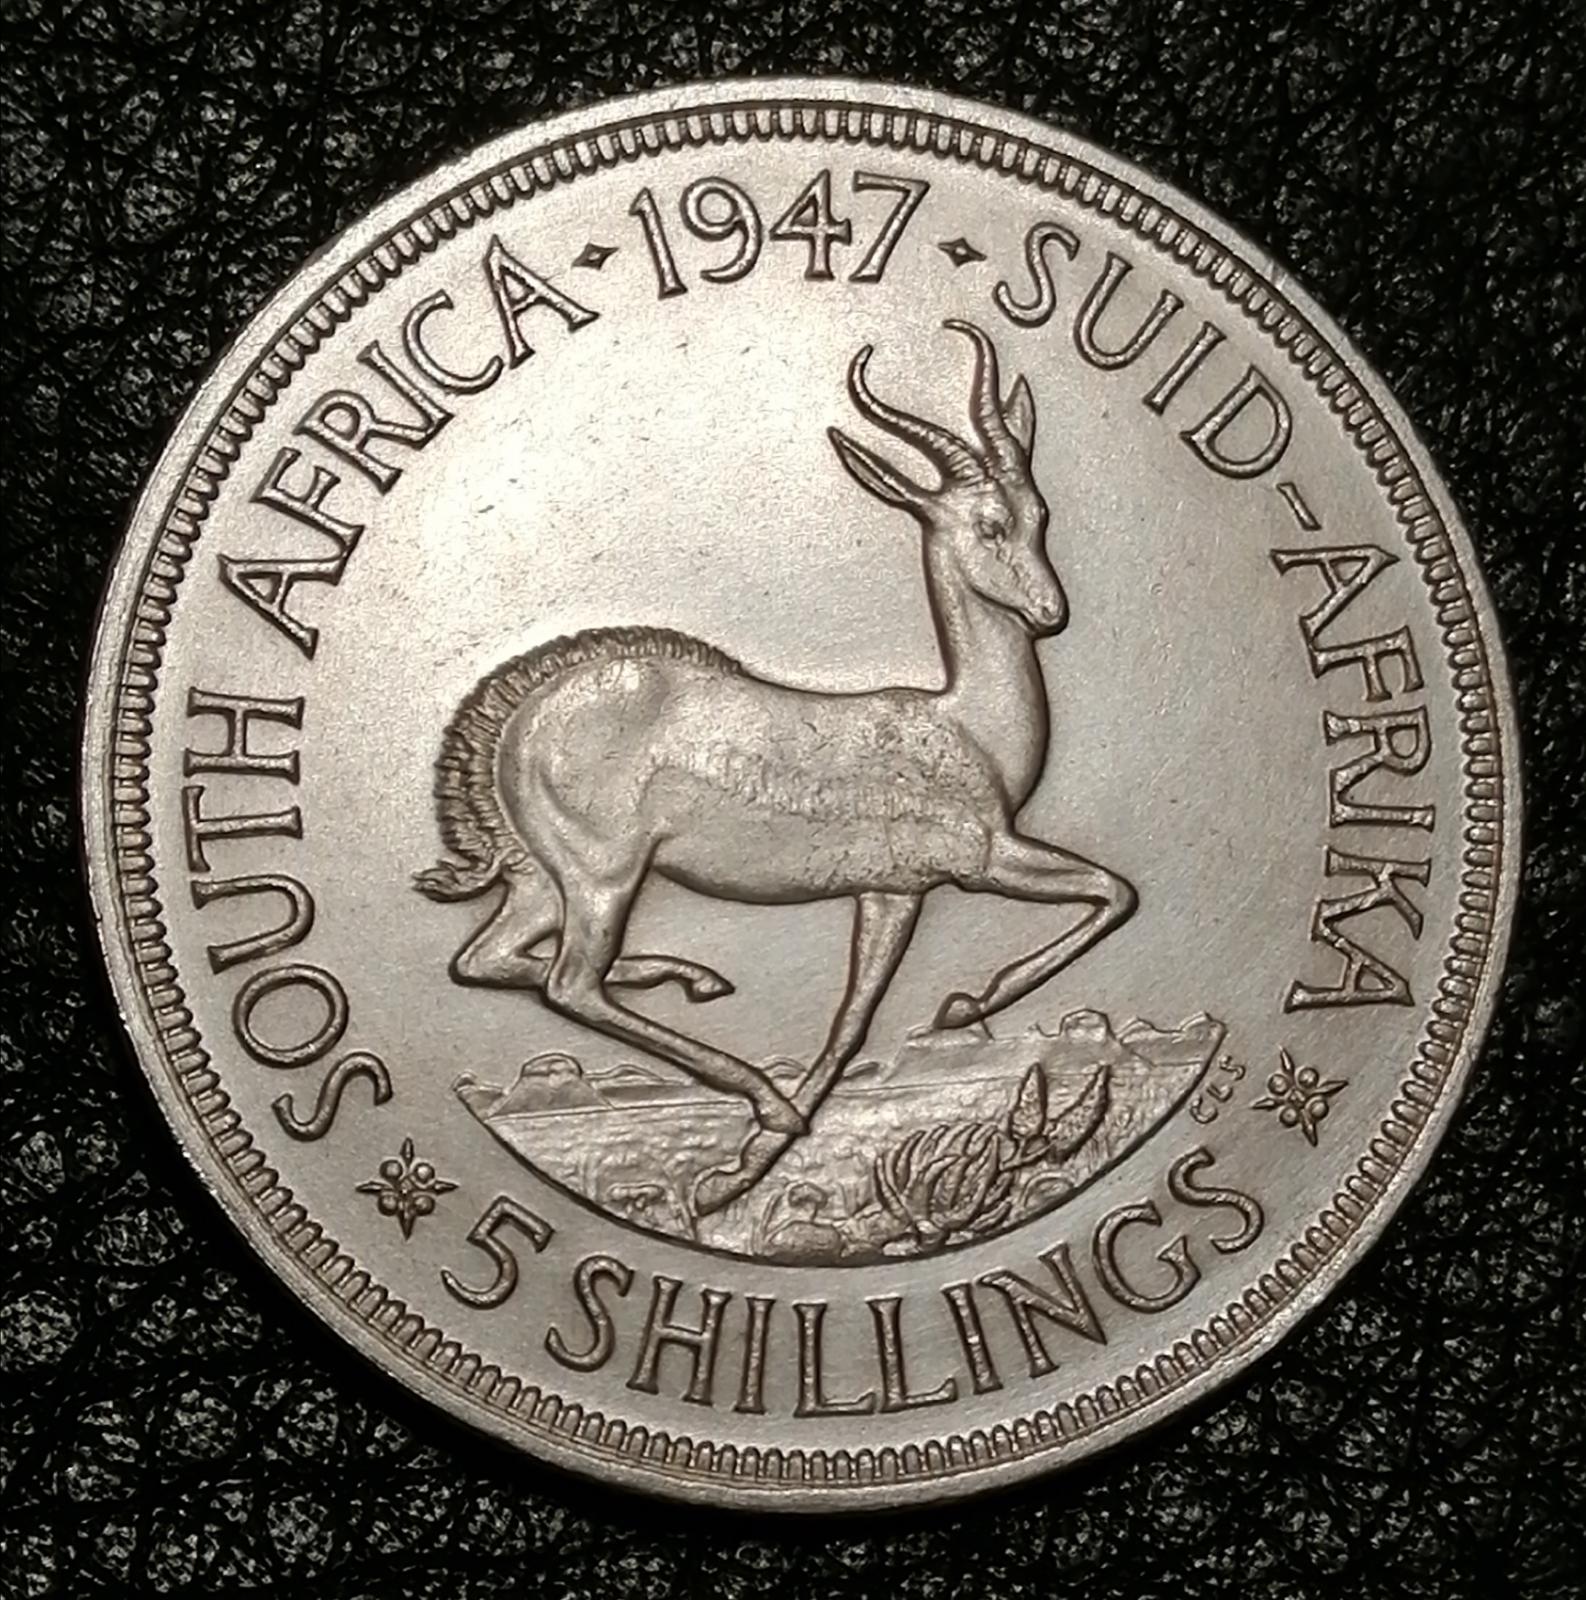 SOUTH AFRICA · 1947 · SUID-AFRIKA
CLS
5 SHILLINGS